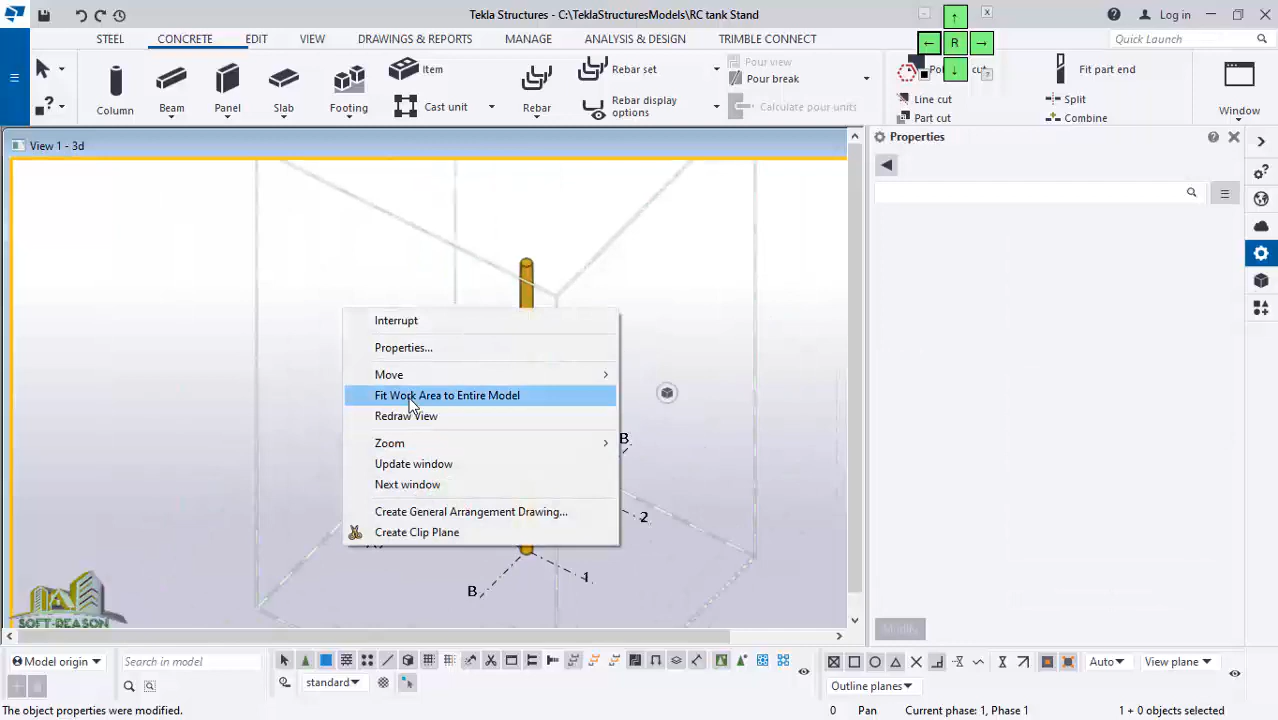 Tekla Structures - C:\TeklaStructuresModels\RC tank Stand
Log in
STEEL CONCRETE EDIT VIEW DRAWINGS & REPORTS MANAGE ANALYSIS & DESIGN TRIMBLE CONNECT Quick Launch
R
x
Column Beam Panel Slab Footing
Item
Cast unit
Rebar
Rebar set
Rebar display
options
Pour view
Pour break
Calculate pour units
Line cut
Part cut
Fit part end
Split
Combine
Window
View 1 - 3d
Properties
Interrupt
Properties...
Move
Fit Work Area to Entire Model
Redraw View
Zoom
Update window
Next window
Create General Arrangement Drawing...
Create Clip Plane
B
2
1
B
SOFT-REASON
Modify
Model origin Search in model
standard
Auto View plane
Outline planes
The object properties were modified. 0 Pan Current phase: 1, Phase 1 1 + 0 objects selected